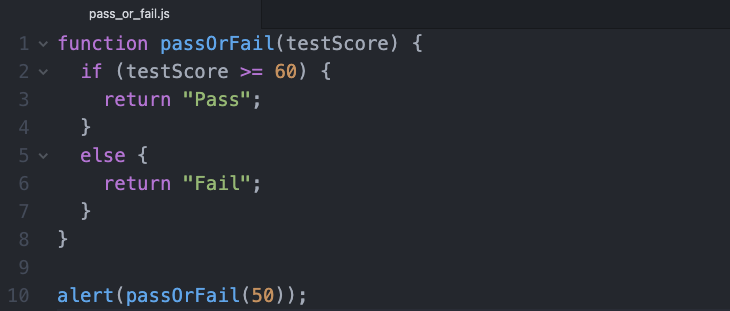 pass_or_fail.js
1 function passOrFail(testScore) {
2   if (testScore >= 60) {
3     return "Pass";
4   }
5   else {
6     return "Fail";
7   }
8 }
9
10 alert(passOrFail(50));